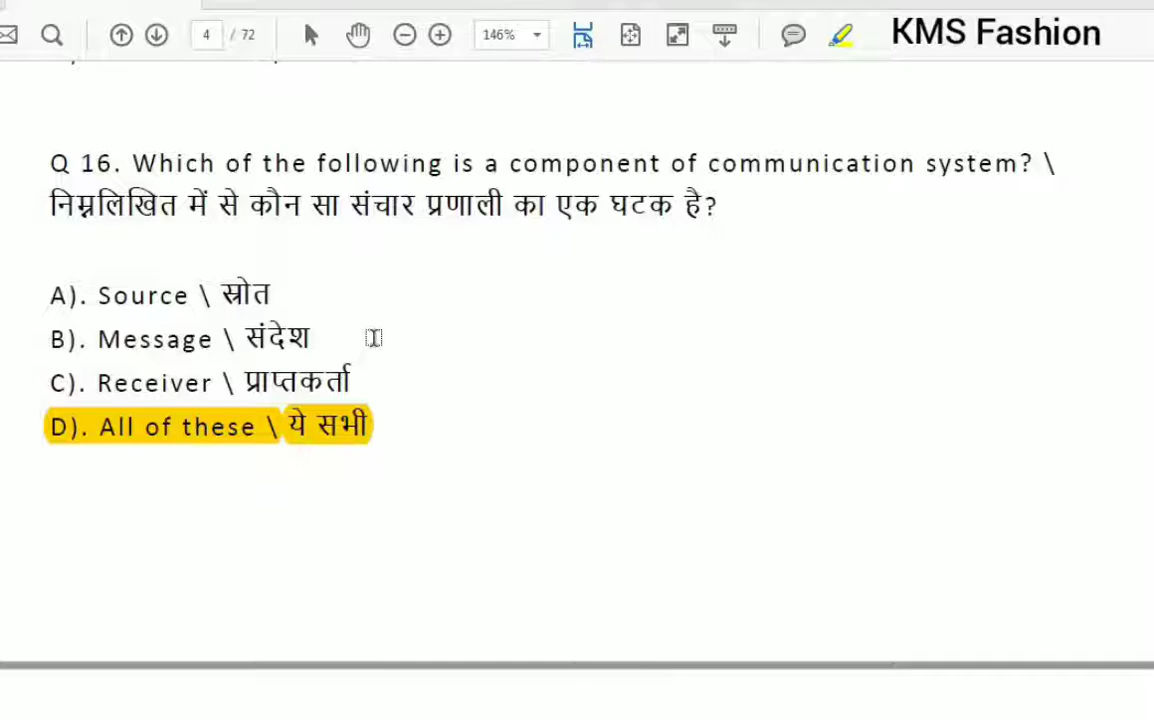 4 / 72 146% KMS Fashion
Q 16. Which of the following is a component of communication system? \
निम्नलिखित में से कौन सा संचार प्रणाली का एक घटक है?
A). Source \ स्रोत
B). Message \ संदेश
C). Receiver \ प्राप्तकर्ता
D). All of these \ ये सभी